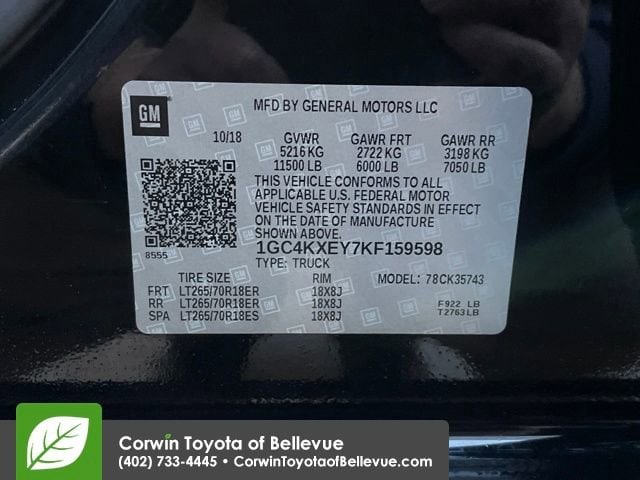 GM
MFD BY GENERAL MOTORS LLC
10/18 GVWR GAWR FRT GAWR RR
5216 KG 2722 KG 3198 KG
11500 LB 6000 LB 7050 LB
THIS VEHICLE CONFORMS TO ALL
APPLICABLE U.S. FEDERAL MOTOR
VEHICLE SAFETY STANDARDS IN EFFECT
ON THE DATE OF MANUFACTURE
SHOWN ABOVE.
8555 1GC4KXEY7KF159598
TYPE: TRUCK
TIRE SIZE RIM MODEL: 78CK35743
FRT LT265/70R18ER 18X8J
RR LT265/70R18ER 18X8J F922 LB
SPA LT265/70R18ES 18X8J T2763LB
Corwin Toyota of Bellevue
(402) 733-4445 • CorwinToyotaofBellevue.com